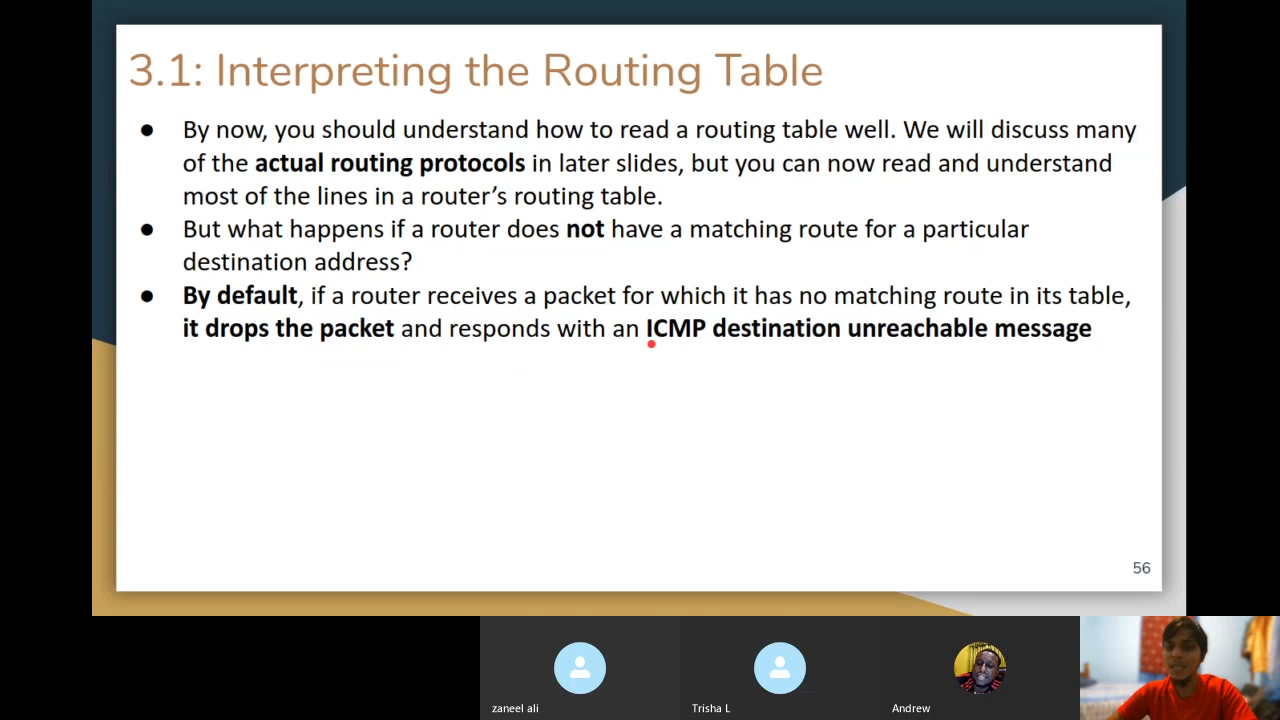 3.1: Interpreting the Routing Table
● By now, you should understand how to read a routing table well. We will discuss many
of the actual routing protocols in later slides, but you can now read and understand
most of the lines in a router’s routing table.
● But what happens if a router does not have a matching route for a particular
destination address?
● By default, if a router receives a packet for which it has no matching route in its table,
it drops the packet and responds with an ICMP destination unreachable message
56
zaneel ali
Trisha L
Andrew